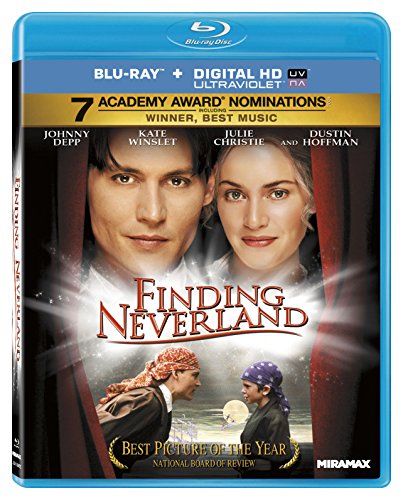 Blu-ray Disc
BLU-RAY + DIGITAL HD
ULTRAVIOLET UV
7 ACADEMY AWARD® NOMINATIONS
INCLUDING
WINNER, BEST MUSIC
JOHNNY DEPP
KATE WINSLET
JULIE CHRISTIE
AND DUSTIN HOFFMAN
FINDING
NEVERLAND
BEST PICTURE OF THE YEAR
NATIONAL BOARD OF REVIEW
MIRAMAX
FINDING NEVERLAND